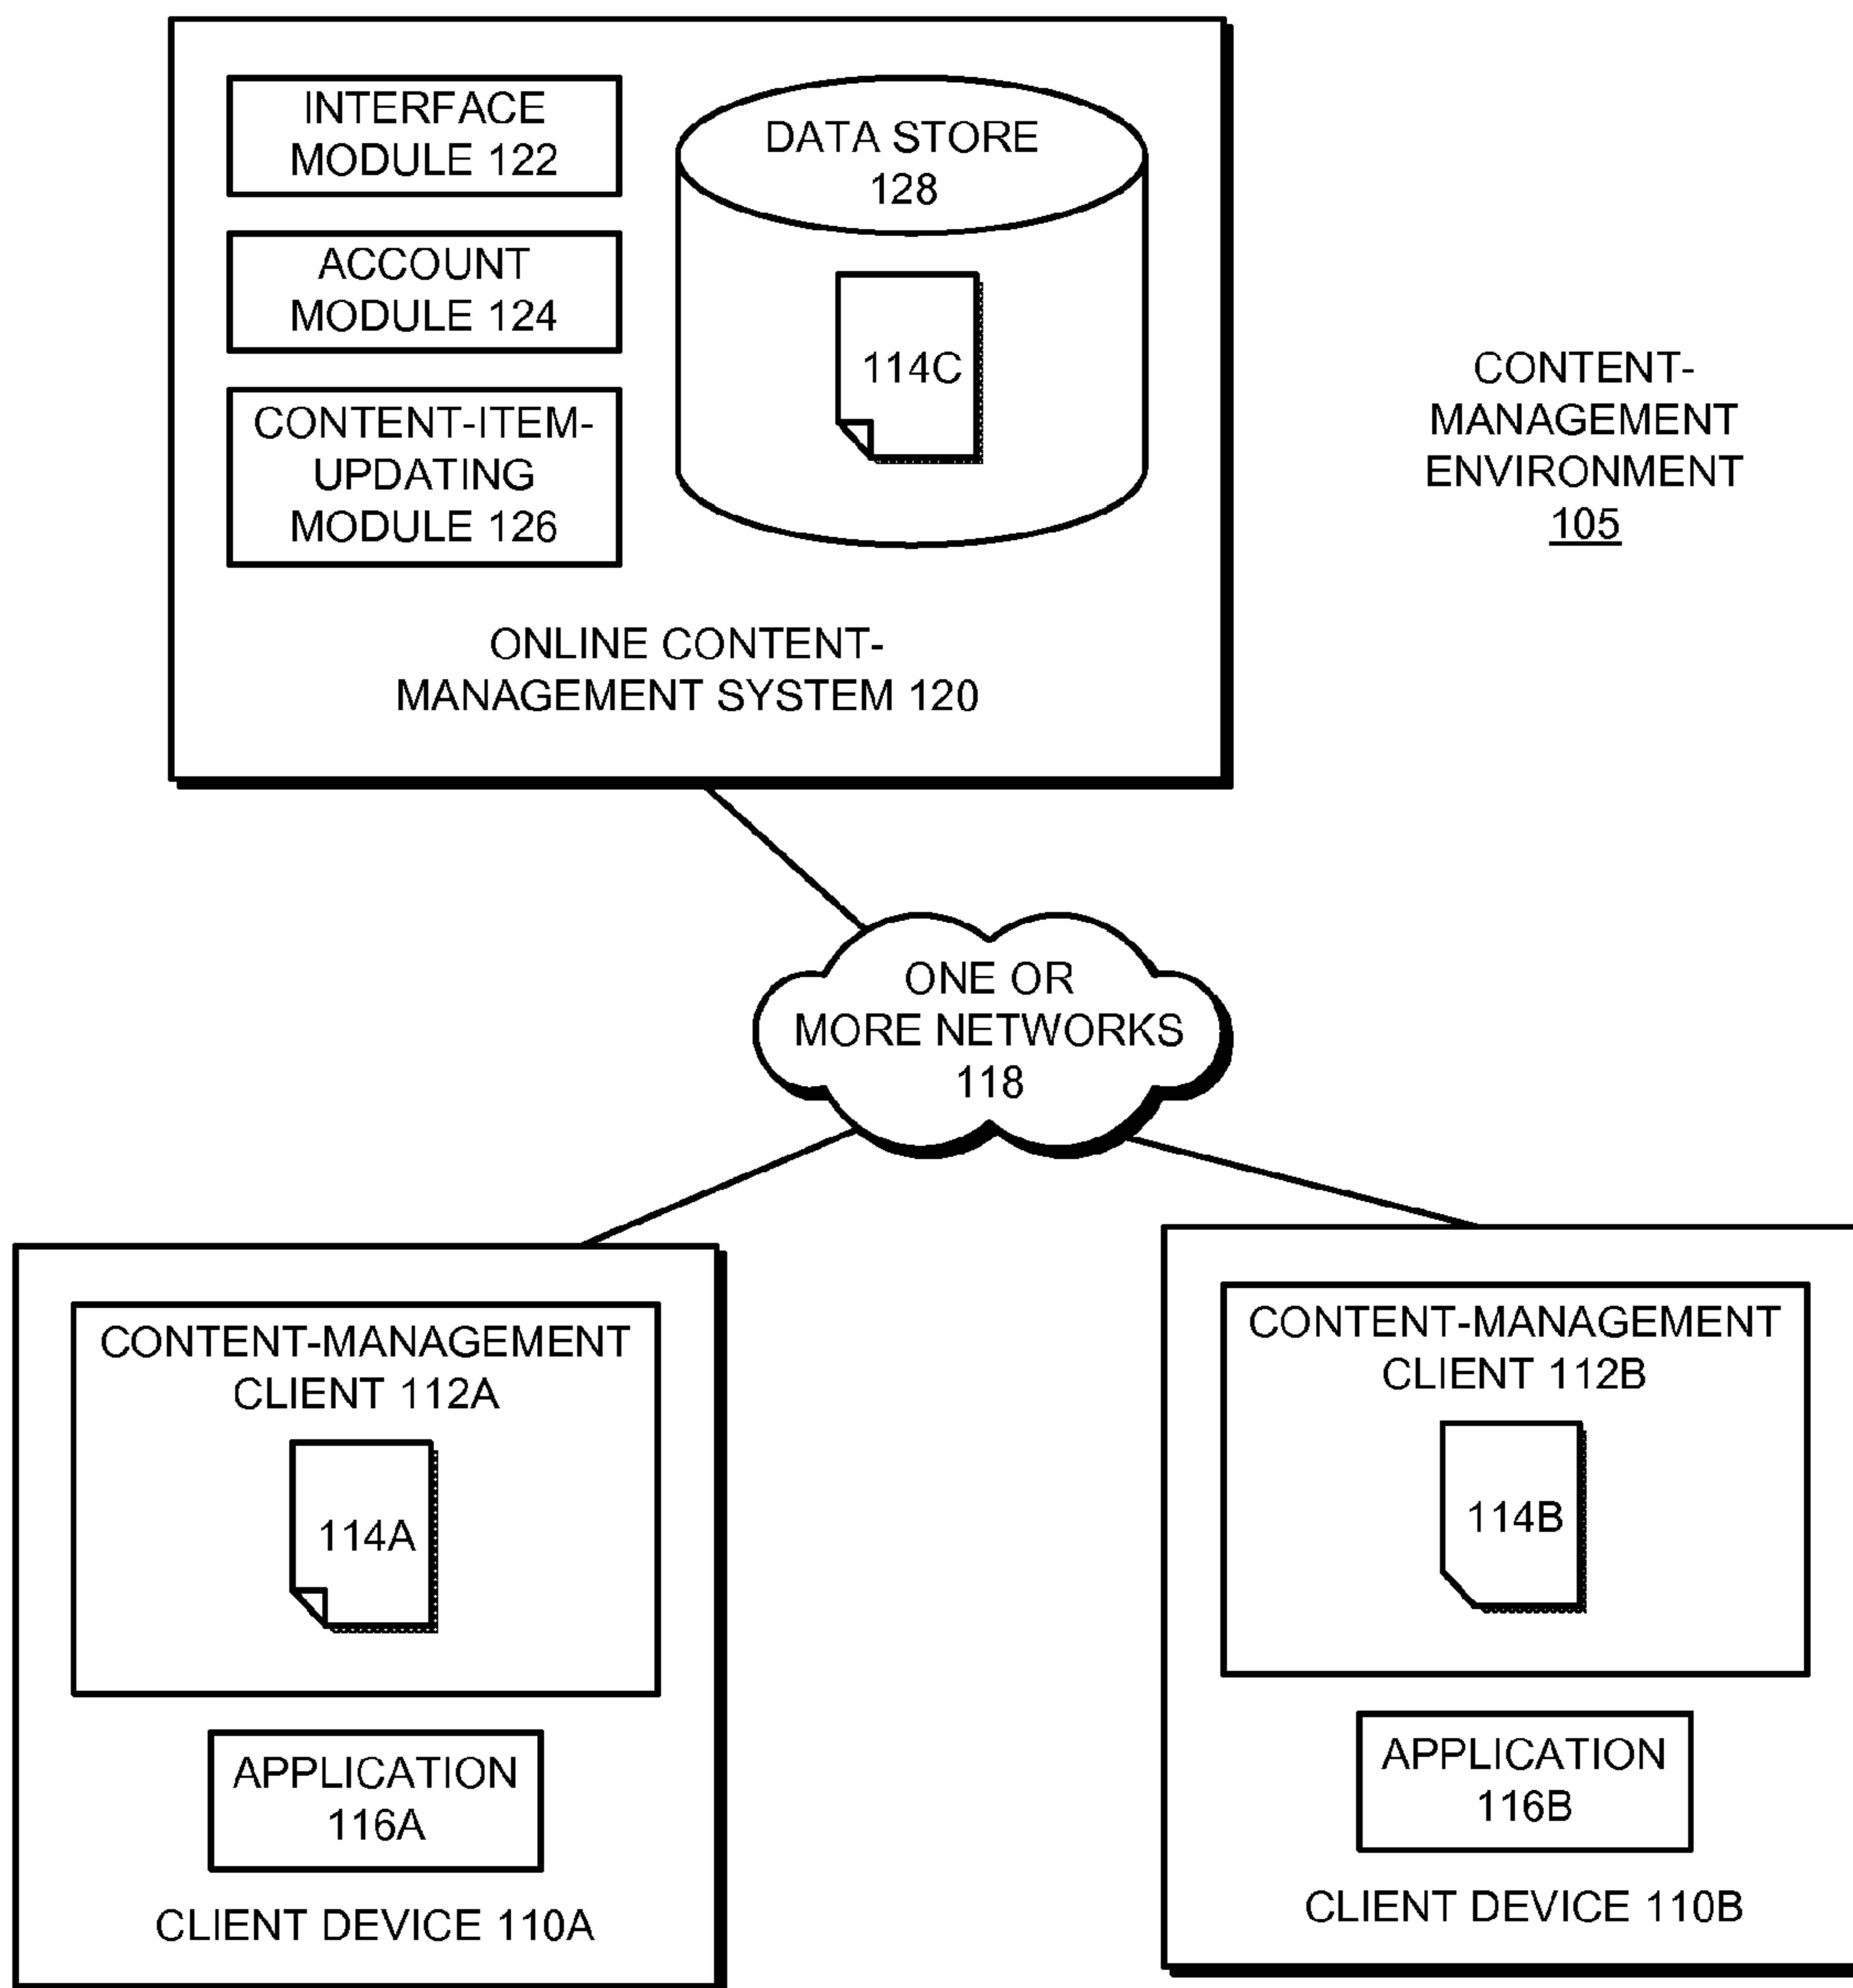 INTERFACE
MODULE 122
ACCOUNT
MODULE 124
CONTENT-ITEM-
UPDATING
MODULE 126
DATA STORE
128
114C
ONLINE CONTENT-
MANAGEMENT SYSTEM 120
CONTENT-
MANAGEMENT
ENVIRONMENT
105
ONE OR
MORE NETWORKS
118
CONTENT-MANAGEMENT
CLIENT 112A
114A
APPLICATION
116A
CLIENT DEVICE 110A
CONTENT-MANAGEMENT
CLIENT 112B
114B
APPLICATION
116B
CLIENT DEVICE 110B